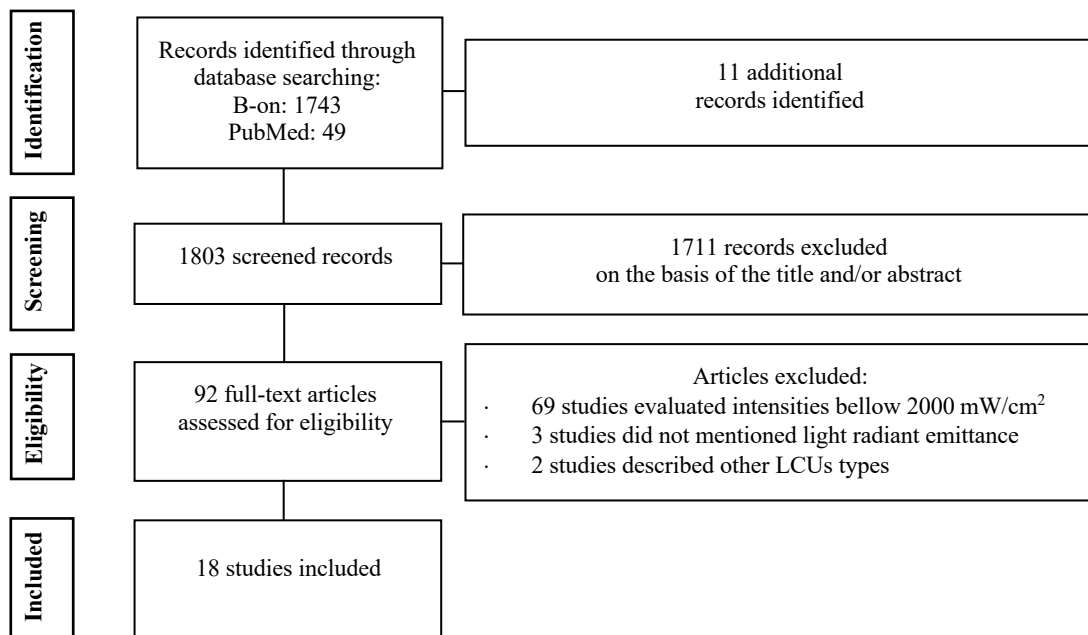 Identification
Records identified through
database searching:
B-on: 1743
PubMed: 49
11 additional
records identified
Screening
1803 screened records
1711 records excluded
on the basis of the title and/or abstract
Eligibility
92 full-text articles
assessed for eligibility
Articles excluded:
· 69 studies evaluated intensities bellow 2000 mW/cm²
· 3 studies did not mentioned light radiant emittance
· 2 studies described other LCUs types
Included
18 studies included